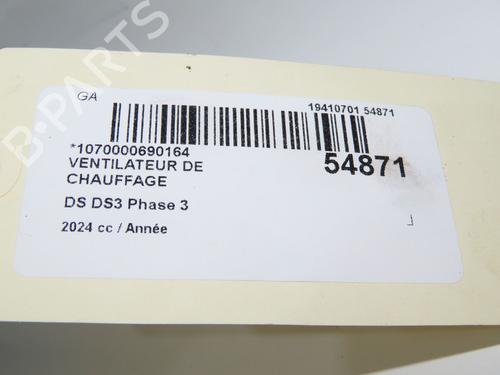 GA
19410701 54871
*1070000690164
54871
VENTILATEUR DE
CHAUFFAGE
DS DS3 Phase 3
2024 cc / Année
B-PARTS